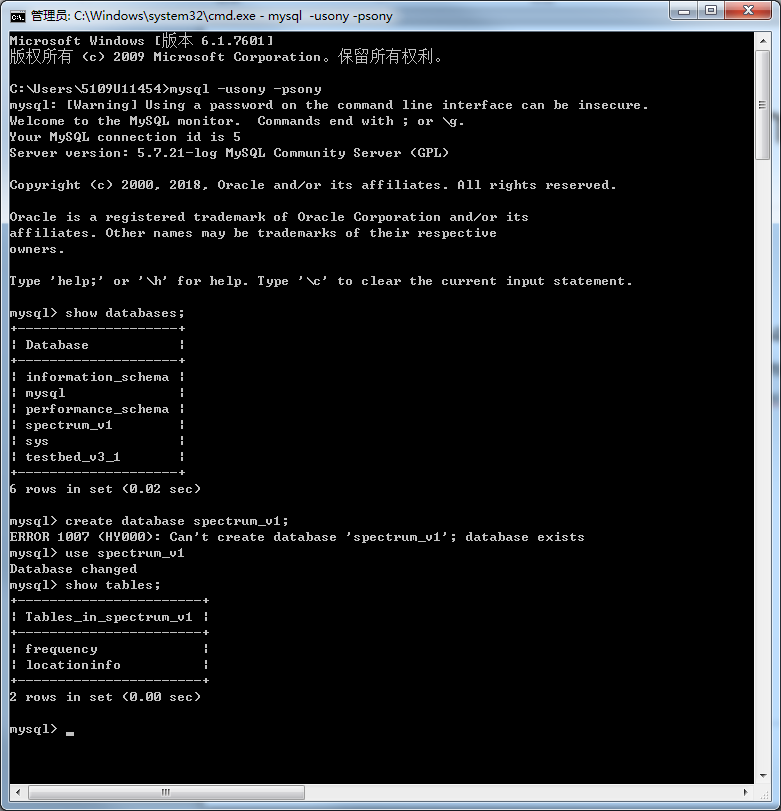 管理员: C:\Windows\system32\cmd.exe - mysql  -usony -psony
Microsoft Windows [版本 6.1.7601]
版权所有 (c) 2009 Microsoft Corporation。保留所有权利。
C:\Users\5109U11454>mysql -usony -psony
mysql: [Warning] Using a password on the command line interface can be insecure.
Welcome to the MySQL monitor.  Commands end with ; or \g.
Your MySQL connection id is 5
Server version: 5.7.21-log MySQL Community Server (GPL)
Copyright (c) 2000, 2018, Oracle and/or its affiliates. All rights reserved.
Oracle is a registered trademark of Oracle Corporation and/or its
affiliates. Other names may be trademarks of their respective
owners.
Type 'help;' or '\h' for help. Type '\c' to clear the current input statement.
mysql> show databases;
+--------------------+
| Database           |
+--------------------+
| information_schema |
| mysql              |
| performance_schema |
| spectrum_v1        |
| sys                |
| testbed_v3_1       |
+--------------------+
6 rows in set (0.02 sec)
mysql> create database spectrum_v1;
ERROR 1007 (HY000): Can't create database 'spectrum_v1'; database exists
mysql> use spectrum_v1
Database changed
mysql> show tables;
+-----------------------+
| Tables_in_spectrum_v1 |
+-----------------------+
| frequency             |
| locationinfo          |
+-----------------------+
2 rows in set (0.00 sec)
mysql> _